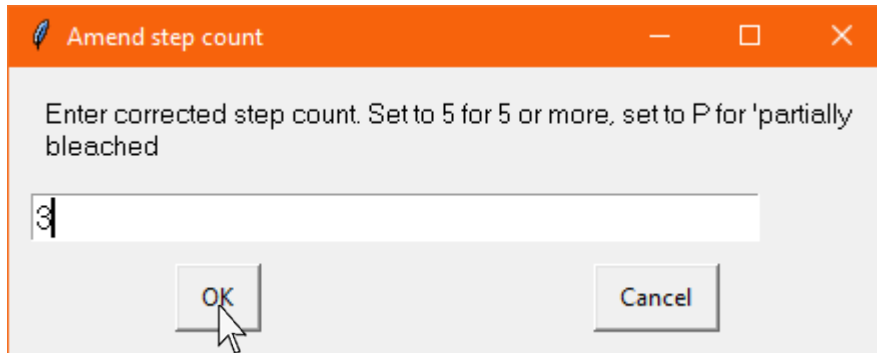 Amend step count
Enter corrected step count. Set to 5 for 5 or more, set to P for 'partially
bleached
3
OK
Cancel